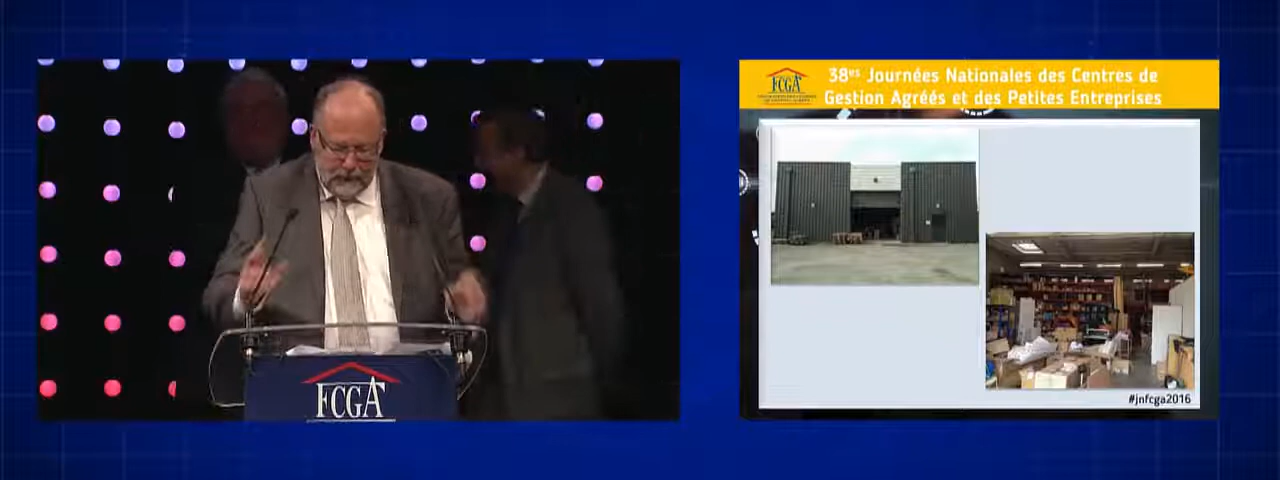 FCGA
38es Journées Nationales des Centres de
Gestion Agréés et des Petites Entreprises
FCGA
#jnfcga2016